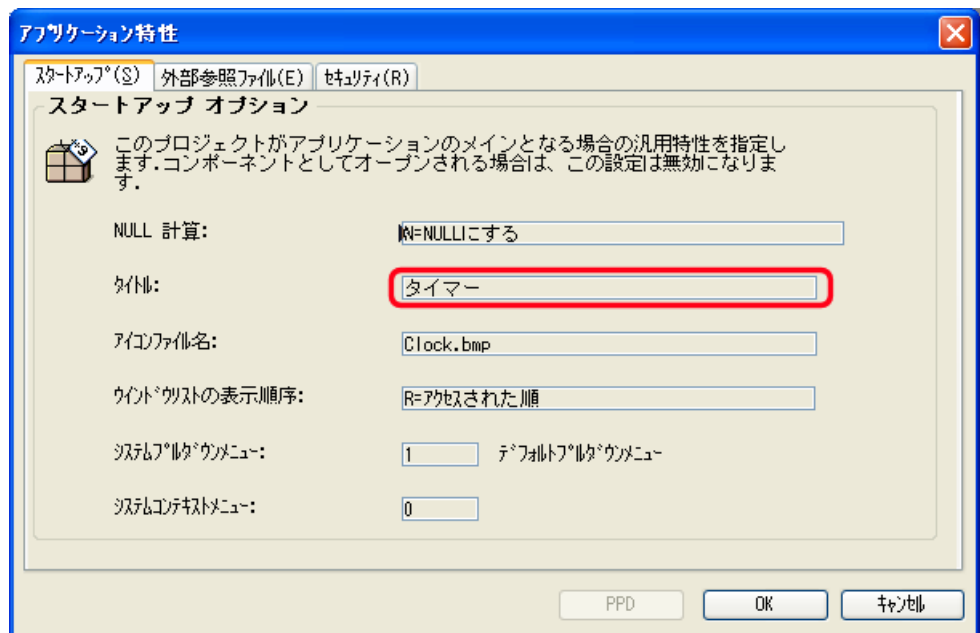 アプリケーション特性
スタートアップ(S) 外部参照ファイル(E) セキュリティ(R)
スタートアップ オプション
このプロジェクトがアプリケーションのメインとなる場合の汎用特性を指定し
ます.コンポーネントとしてオープンされる場合は、この設定は無効になりま
す.
NULL 計算: N=NULLにする
タイトル: タイマー
アイコンファイル名: Clock.bmp
ウインドウリストの表示順序: R=アクセスされた順
システムプルダウンメニュー: 1 デフォルトプルダウンメニュー
システムコンテキストメニュー: 0
PPD OK キャンセル